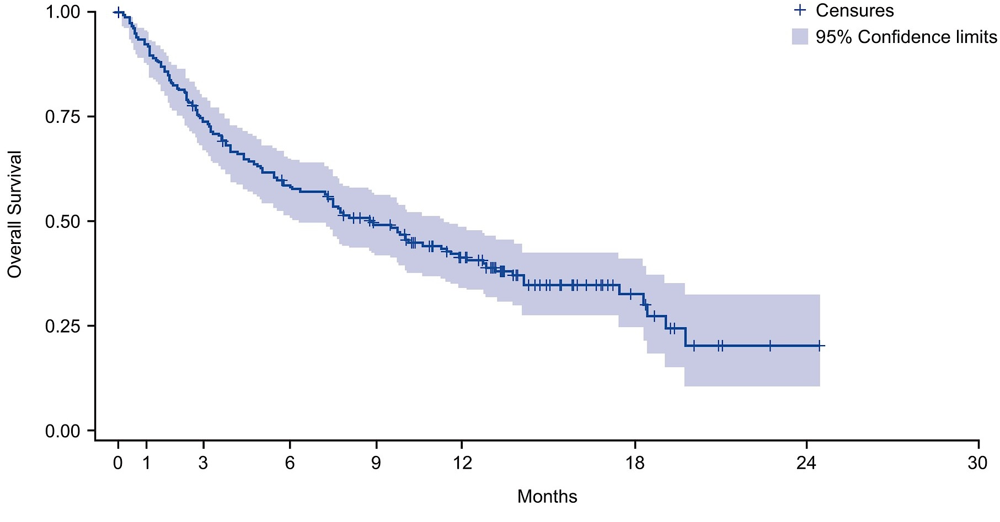 Censures
95% Confidence limits
Overall Survival
1.00
0.75
0.50
0.25
0.00
0 1 3 6 9 12 18 24 30
Months